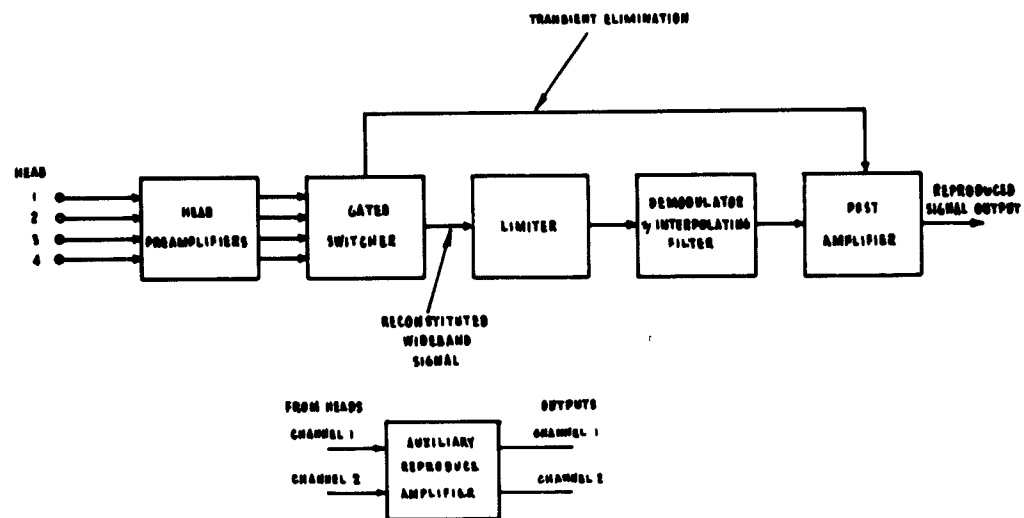 TRANSIENT ELIMINATION
HEAD
1
2
3
4
HEAD
PREAMPLIFIERS
GATED
SWITCHER
LIMITER
DEMODULATOR
& INTERPOLATING
FILTER
POST
AMPLIFIER
REPRODUCED
SIGNAL OUTPUT
RECONSTITUTED
WIDEBAND
SIGNAL
FROM HEADS
CHANNEL 1
CHANNEL 2
AUXILIARY
REPRODUCE
AMPLIFIER
OUTPUTS
CHANNEL 1
CHANNEL 2